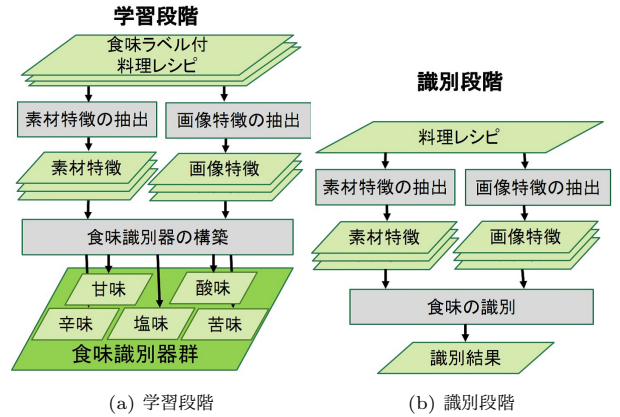 学習段階
食味ラベル付
料理レシピ
素材特徴の抽出
画像特徴の抽出
素材特徴
画像特徴
食味識別器の構築
甘味
酸味
辛味
塩味
苦味
食味識別器群
(a) 学習段階
識別段階
料理レシピ
素材特徴の抽出
画像特徴の抽出
素材特徴
画像特徴
食味の識別
識別結果
(b) 識別段階